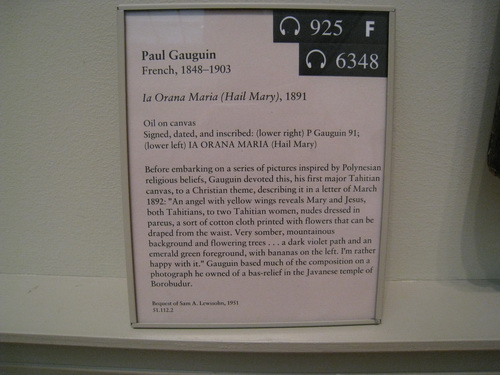 925 F
6348
Paul Gauguin
French, 1848–1903
Ia Orana Maria (Hail Mary), 1891
Oil on canvas
Signed, dated, and inscribed: (lower right) P Gauguin 91;
(lower left) IA ORANA MARIA (Hail Mary)
Before embarking on a series of pictures inspired by Polynesian
religious beliefs, Gauguin devoted this, his first major Tahitian
canvas, to a Christian theme, describing it in a letter of March
1892: "An angel with yellow wings reveals Mary and Jesus,
both Tahitians, to two Tahitian women, nudes dressed in
pareus, a sort of cotton cloth printed with flowers that can be
draped from the waist. Very somber, mountainous
background and flowering trees . . . a dark violet path and an
emerald green foreground, with bananas on the left. I'm rather
happy with it." Gauguin based much of the composition on a
photograph he owned of a bas-relief in the Javanese temple of
Borobudur.
Bequest of Sam A. Lewisohn, 1951
51.112.2